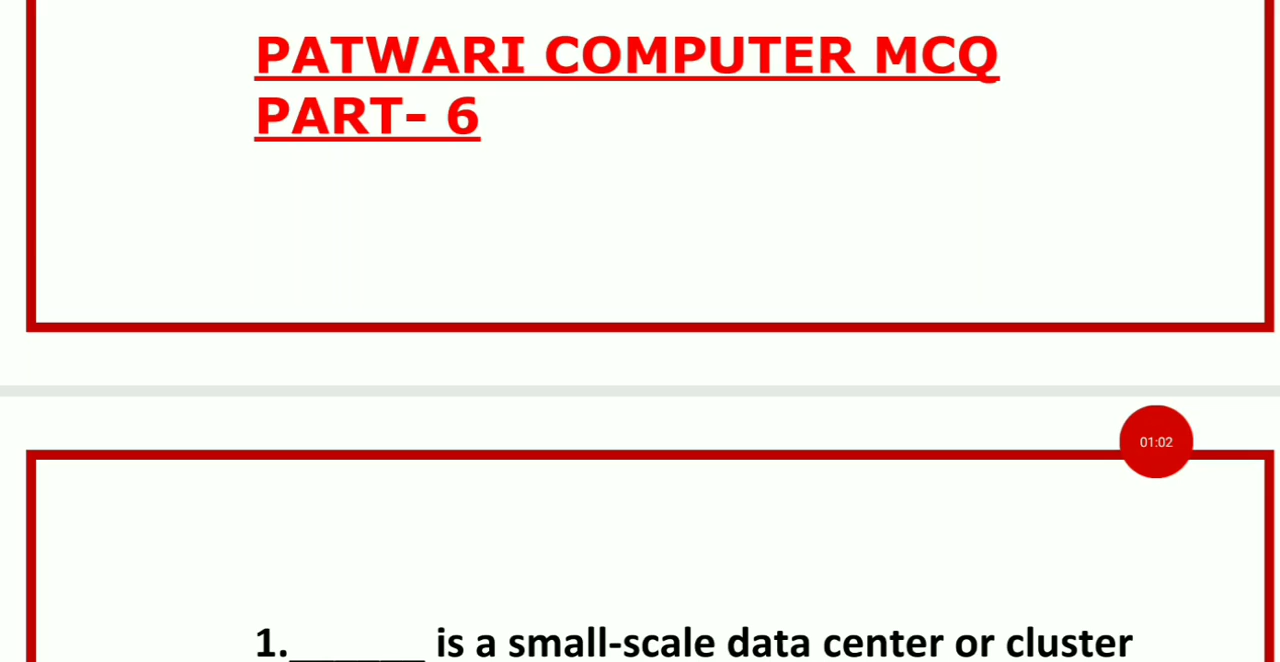 PATWARI COMPUTER MCQ
PART- 6
01:02
1.______ is a small-scale data center or cluster